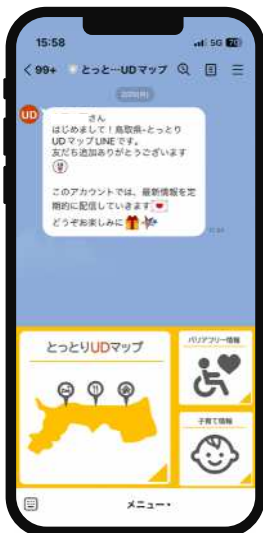 15:58
5G
< 99+ とっと…UDマップ
UD
さん
はじめまして!鳥取県-とっとり
UDマップLINEです。
友だち追加ありがとうございます
このアカウントでは、最新情報を定
期的に配信していきます
どうぞお楽しみに
とっとりUDマップ
バリアフリー情報
子育て情報
メニュー